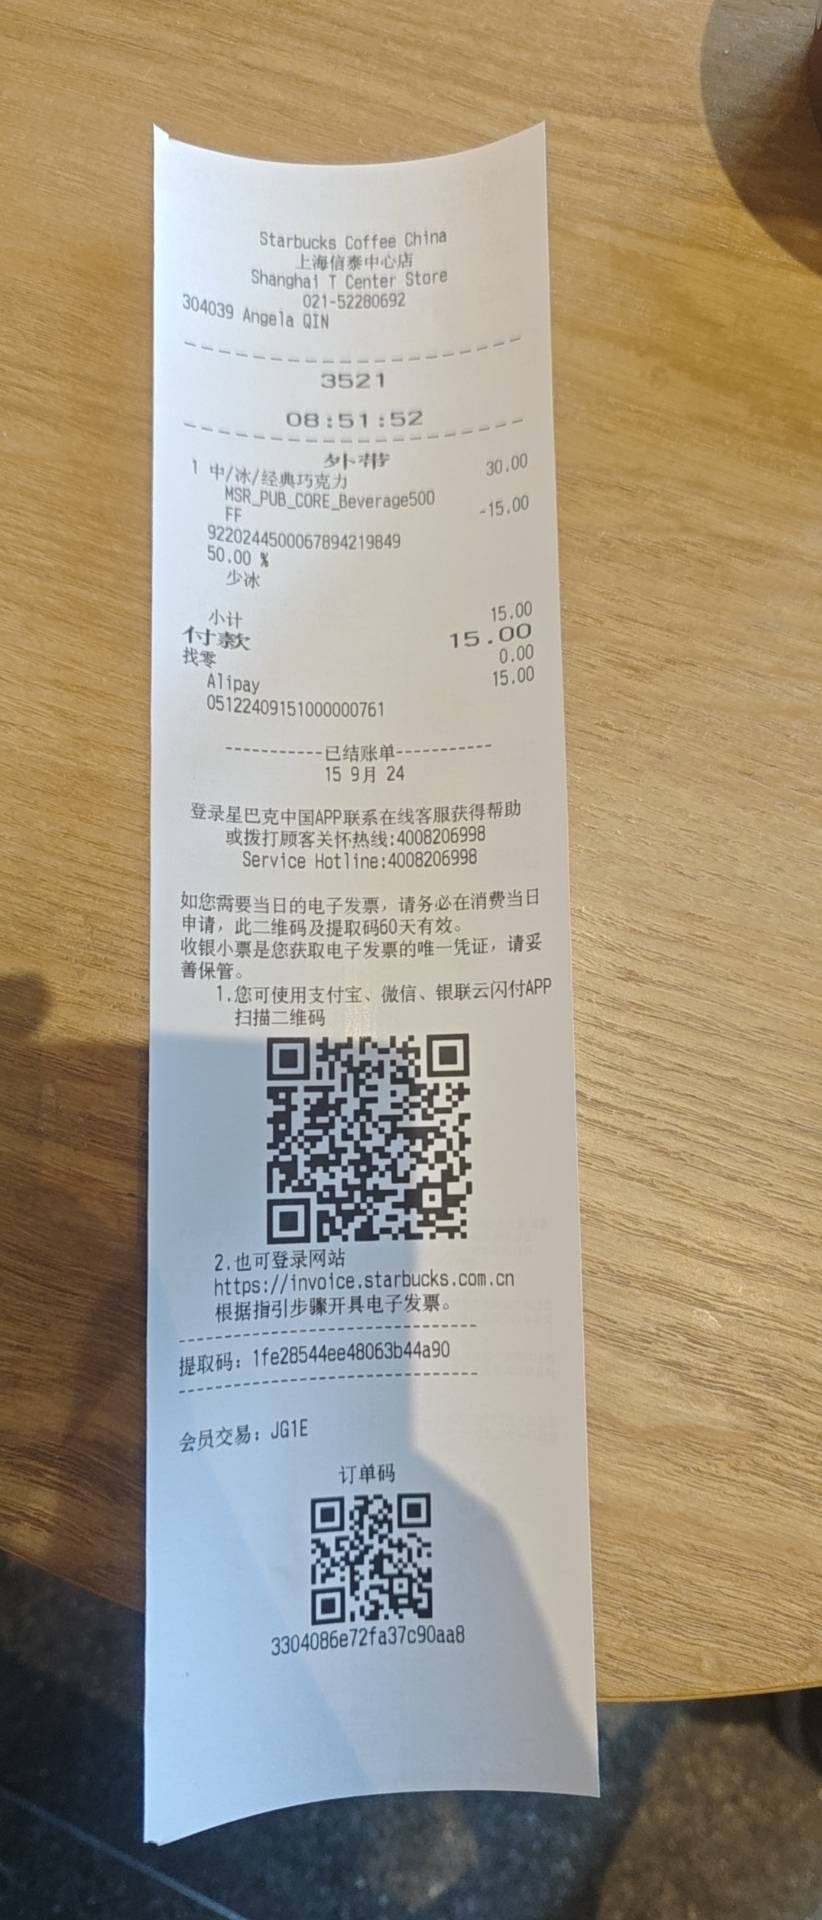 Starbucks Coffee China
上海信泰中心店
Shanghai T Center Store
021-52280692
304039 Angela QIN
3521
08:51:52
外带
1 中/冰/经典巧克力 30.00
MSR_PUB_CORE_Beverage500
FF -15.00
9220244500067894219849
50.00 %
少冰
小计 15.00
付款 15.00
找零 0.00
Alipay 15.00
05122409151000000761
-----------已结账单-----------
15 9月 24
登录星巴克中国APP联系在线客服获得帮助
或拨打顾客关怀热线:4008206998
Service Hotline:4008206998
如您需要当日的电子发票，请务必在消费当日
申请，此二维码及提取码60天有效。
收银小票是您获取电子发票的唯一凭证，请妥
善保管。
1.您可使用支付宝、微信、银联云闪付APP
扫描二维码
2.也可登录网站
https://invoice.starbucks.com.cn
根据指引步骤开具电子发票。
提取码：1fe28544ee48063b44a90
会员交易：JG1E
订单码
3304086e72fa37c90aa8